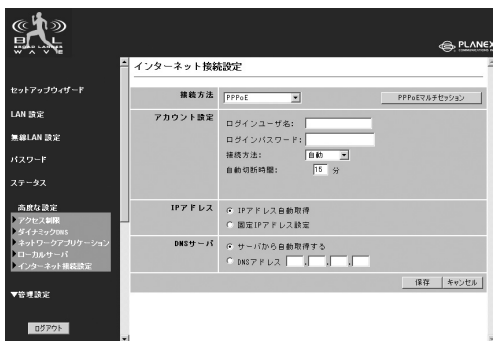 BRL
BROAD LANNER
WAVE
PLANEX
セットアップウィザード
LAN 設定
無線LAN 設定
パスワード
ステータス
高度な設定
アクセス制限
ダイナミックDNS
ネットワークアプリケーション
ローカルサーバ
インターネット接続設定
▼管理設定
ログアウト
インターネット接続設定
接続方法 PPPoE PPPoEマルチセッション
アカウント設定
ログインユーザ名:
ログインパスワード:
接続方法: 自動
自動切断時間: 15 分
IPアドレス IPアドレス自動取得
固定IPアドレス設定
DNSサーバ サーバから自動取得する
DNSアドレス . . .
保存 キャンセル